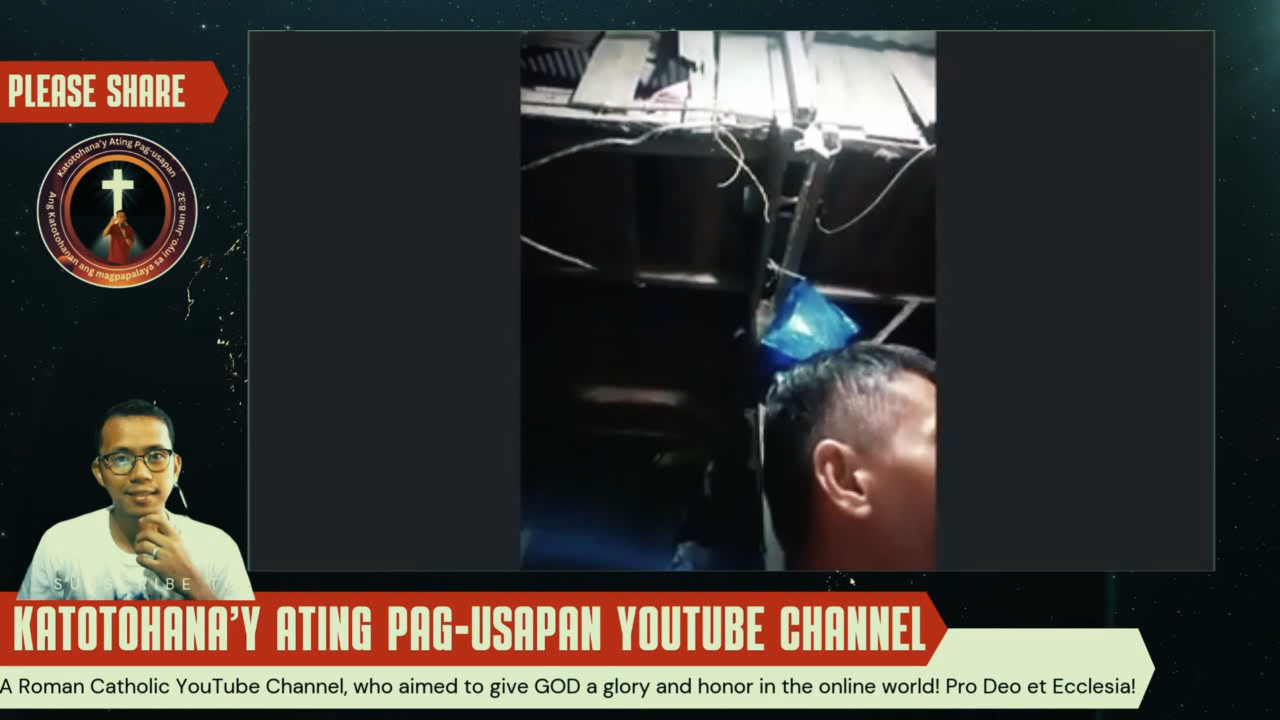 PLEASE SHARE
Katotohana'y Ating Pag-usapan
Ang Katotohanan ang magpapalaya sa inyo. Juan 8:32
KATOTOHANA'Y ATING PAG-USAPAN YOUTUBE CHANNEL
A Roman Catholic YouTube Channel, who aimed to give GOD a glory and honor in the online world! Pro Deo et Ecclesia!